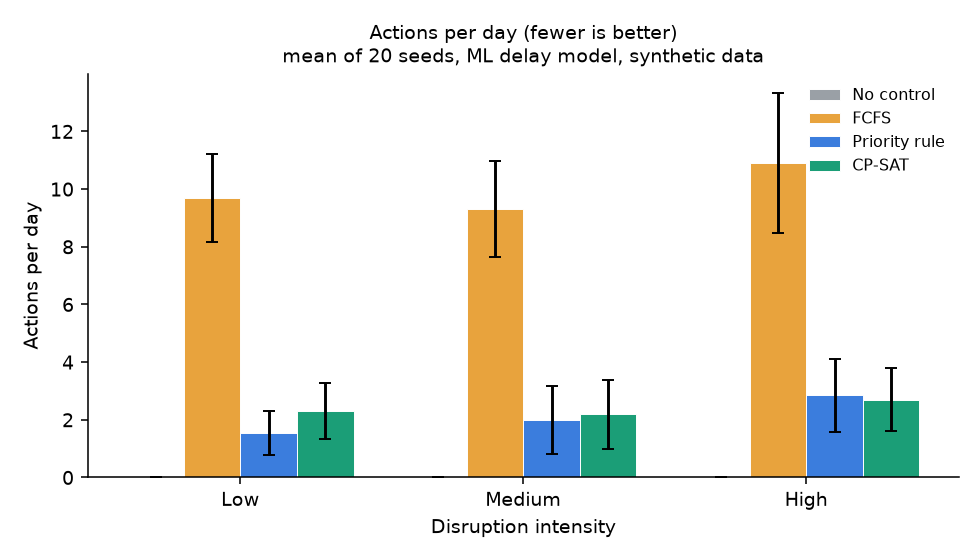 Actions per day (fewer is better)
mean of 20 seeds, ML delay model, synthetic data
No control
FCFS
Priority rule
CP-SAT
Actions per day
12
10
8
6
4
2
0
Low Medium High
Disruption intensity